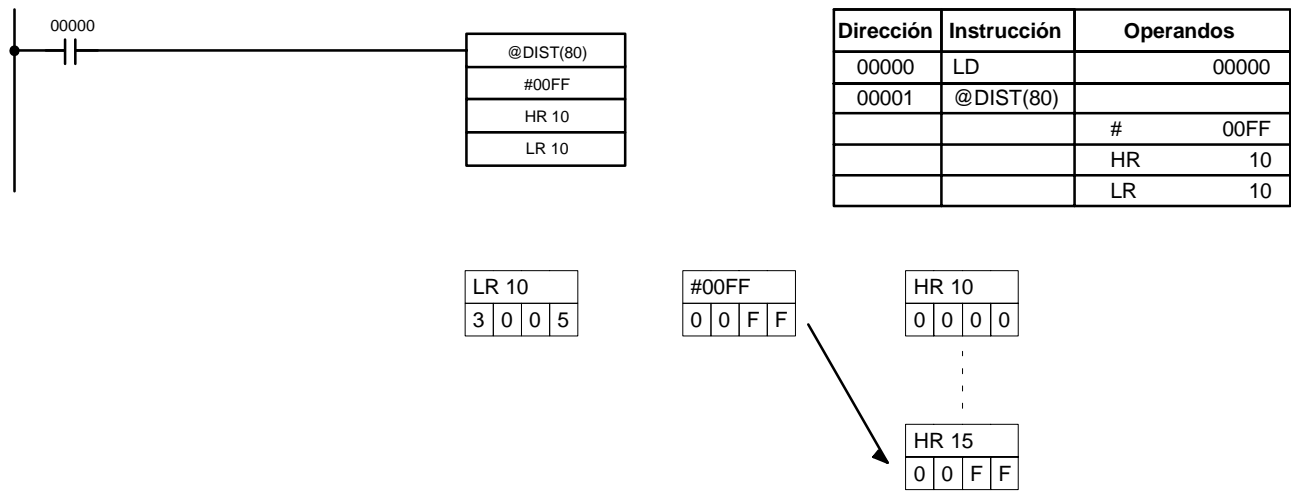 00000
@DIST(80)
#00FF
HR 10
LR 10
Dirección Instrucción Operandos
00000 LD 00000
00001 @DIST(80)
# 00FF
HR 10
LR 10
LR 10 #00FF HR 10
3 0 0 5 0 0 F F 0 0 0 0
HR 15
0 0 F F